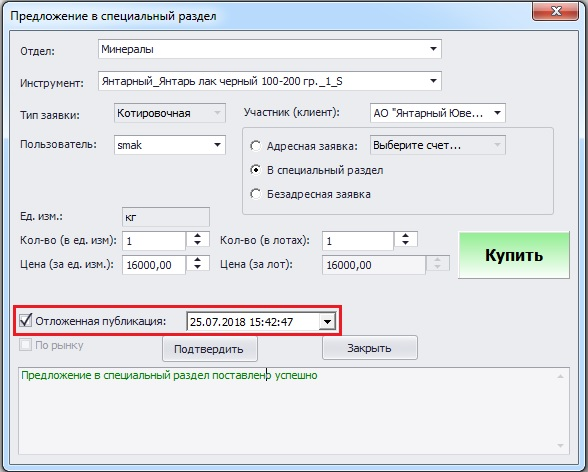 Предложение в специальный раздел
Отдел: Минералы
Инструмент: Янтарный_Янтарь лак черный 100-200 гр._1_S
Тип заявки: Котировочная Участник (клиент): АО "Янтарный Юве...
Пользователь: smak Адресная заявка: Выберите счет...
В специальный раздел
Безадресная заявка
Ед. изм.: кг
Кол-во (в ед. изм) 1 Кол-во (в лотах): 1
Цена (за ед. изм.): 16000,00 Цена (за лот): 16000,00
Купить
Отложенная публикация: 25.07.2018 15:42:47
По рынку Подтвердить Закрыть
Предложение в специальный раздел поставлено успешно